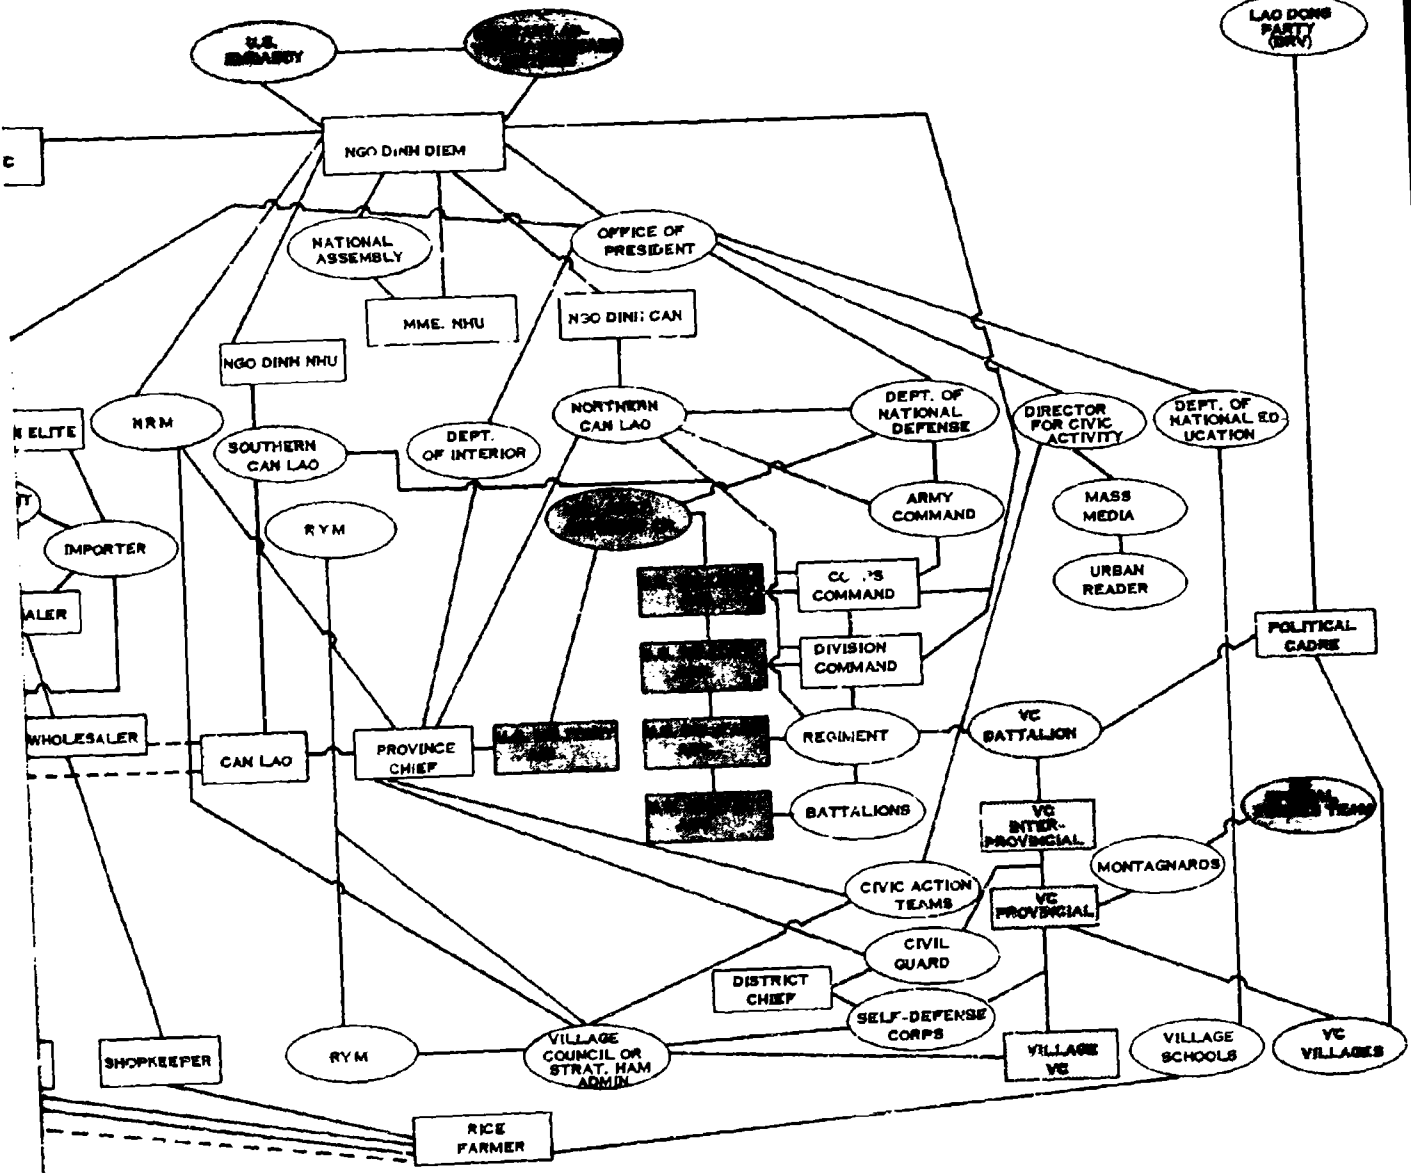 LAO DONG
PARTY
(DRV)
U.S.
EMBASSY
C
NGO DINH DIEM
OFFICE OF
PRESIDENT
NATIONAL
ASSEMBLY
MME. NHU
NGO DINH CAN
NGO DINH NHU
N ELITE
NRM
SOUTHERN
CAN LAO
DEPT.
OF INTERIOR
NORTHERN
CAN LAO
DEPT. OF
NATIONAL
DEFENSE
DIRECTOR
FOR CIVIC
ACTIVITY
DEPT. OF
NATIONAL ED-
UCATION
RYM
IMPORTER
ARMY
COMMAND
MASS
MEDIA
URBAN
READER
ALER
COMMAND
DIVISION
COMMAND
POLITICAL
CADRE
WHOLESALER
CAN LAO
PROVINCE
CHIEF
REGIMENT
VC
BATTALION
BATTALIONS
VC
INTER-
PROVINCIAL
MONTAGNARDS
CIVIC ACTION
TEAMS
VC
PROVINCIAL
CIVIL
GUARD
DISTRICT
CHIEF
SELF-DEFENSE
CORPS
SHOPKEEPER
RYM
VILLAGE
COUNCIL OR
STRAT. HAM
ADMIN
VILLAGE
VC
VILLAGE
SCHOOLS
VC
VILLAGES
RICE
FARMER